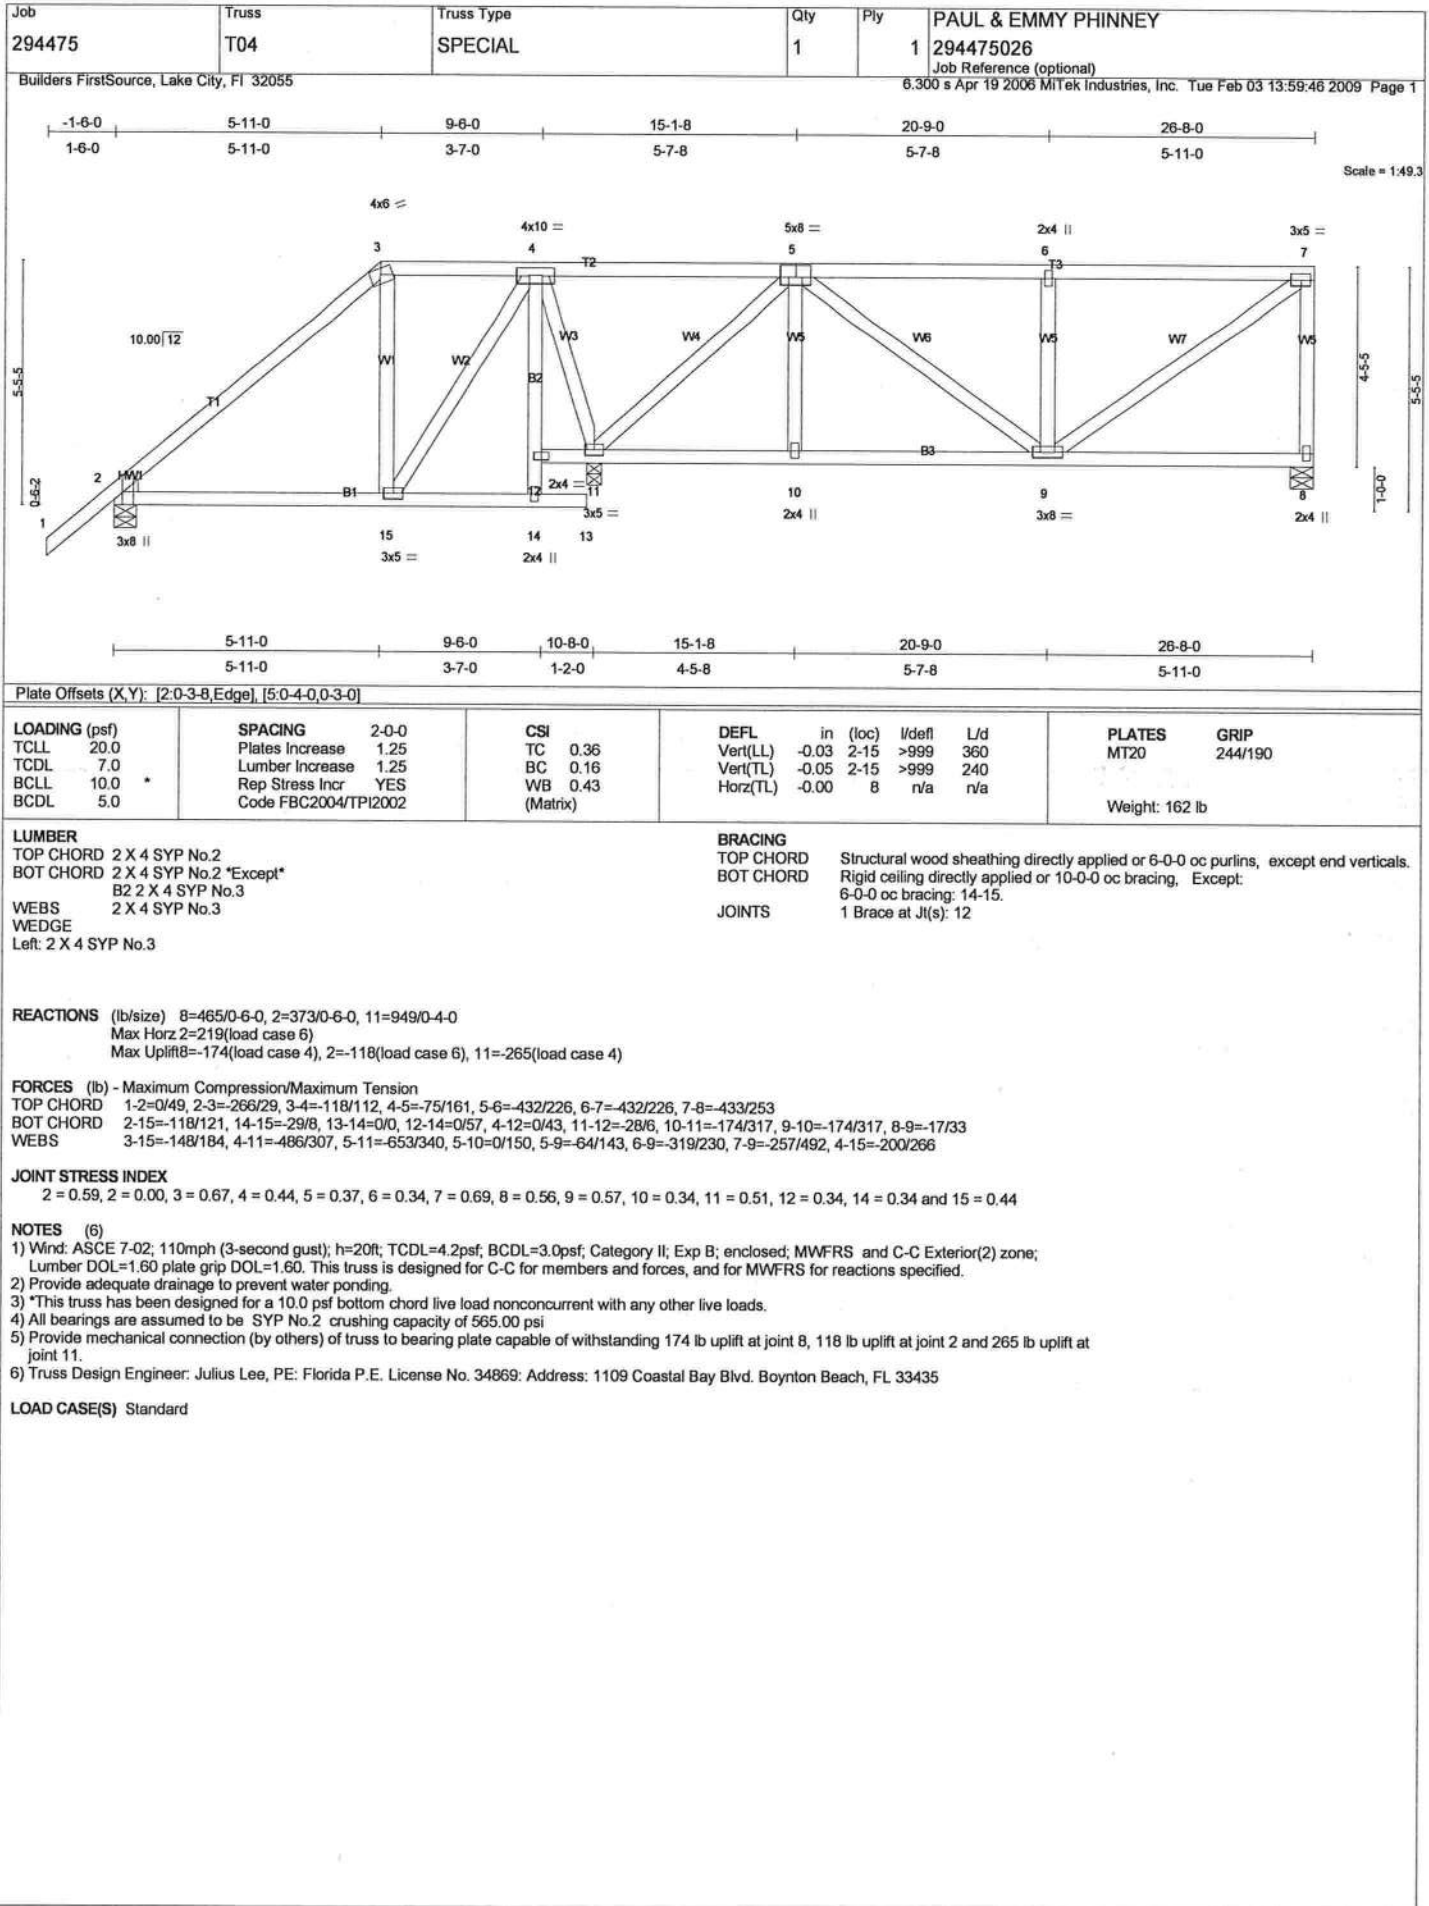 Job Truss Truss Type Qty Ply PAUL & EMMY PHINNEY
294475 T04 SPECIAL 1 1 294475026
Job Reference (optional)
Builders FirstSource, Lake City, Fl 32055 6.300 s Apr 19 2006 MiTek Industries, Inc. Tue Feb 03 13:59:46 2009 Page 1
-1-6-0 5-11-0 9-6-0 15-1-8 20-9-0 26-8-0
1-6-0 5-11-0 3-7-0 5-7-8 5-7-8 5-11-0
Scale = 1:49.3
4x6 =
4x10 = 5x8 = 2x4 || 3x5 =
3 4 5 6 7
T2 T3
10.00 12
W1 W2 W3 W4 W5 W6 W5 W7 W5
B2
T1
5-5-5 4-5-5 5-5-5
2 HW1
0-6-2
B3
B1 12 2x4 = 11 10 9 8 1-0-0
1 3x5 = 2x4 || 3x8 = 2x4 ||
3x8 || 15 14 13
3x5 = 2x4 ||
5-11-0 9-6-0 10-8-0 15-1-8 20-9-0 26-8-0
5-11-0 3-7-0 1-2-0 4-5-8 5-7-8 5-11-0
Plate Offsets (X,Y): [2:0-3-8,Edge], [5:0-4-0,0-3-0]
LOADING (psf) SPACING 2-0-0 CSI DEFL in (loc) l/defl L/d PLATES GRIP
TCLL 20.0 Plates Increase 1.25 TC 0.36 Vert(LL) -0.03 2-15 >999 360 MT20 244/190
TCDL 7.0 Lumber Increase 1.25 BC 0.16 Vert(TL) -0.05 2-15 >999 240
BCLL 10.0 * Rep Stress Incr YES WB 0.43 Horz(TL) -0.00 8 n/a n/a
BCDL 5.0 Code FBC2004/TPI2002 (Matrix) Weight: 162 lb
LUMBER
TOP CHORD 2 X 4 SYP No.2
BOT CHORD 2 X 4 SYP No.2 *Except*
B2 2 X 4 SYP No.3
WEBS 2 X 4 SYP No.3
WEDGE
Left: 2 X 4 SYP No.3
BRACING
TOP CHORD Structural wood sheathing directly applied or 6-0-0 oc purlins, except end verticals.
BOT CHORD Rigid ceiling directly applied or 10-0-0 oc bracing, Except:
6-0-0 oc bracing: 14-15.
JOINTS 1 Brace at Jt(s): 12
REACTIONS (lb/size) 8=465/0-6-0, 2=373/0-6-0, 11=949/0-4-0
Max Horz 2=219(load case 6)
Max Uplift8=-174(load case 4), 2=-118(load case 6), 11=-265(load case 4)
FORCES (lb) - Maximum Compression/Maximum Tension
TOP CHORD 1-2=0/49, 2-3=-266/29, 3-4=-118/112, 4-5=-75/161, 5-6=-432/226, 6-7=-432/226, 7-8=-433/253
BOT CHORD 2-15=-118/121, 14-15=-29/8, 13-14=0/0, 12-14=0/57, 4-12=0/43, 11-12=-28/6, 10-11=-174/317, 9-10=-174/317, 8-9=-17/33
WEBS 3-15=-148/184, 4-11=-486/307, 5-11=-653/340, 5-10=0/150, 5-9=-64/143, 6-9=-319/230, 7-9=-257/492, 4-15=-200/266
JOINT STRESS INDEX
2 = 0.59, 2 = 0.00, 3 = 0.67, 4 = 0.44, 5 = 0.37, 6 = 0.34, 7 = 0.69, 8 = 0.56, 9 = 0.57, 10 = 0.34, 11 = 0.51, 12 = 0.34, 14 = 0.34 and 15 = 0.44
NOTES (6)
1) Wind: ASCE 7-02; 110mph (3-second gust); h=20ft; TCDL=4.2psf; BCDL=3.0psf; Category II; Exp B; enclosed; MWFRS and C-C Exterior(2) zone;
Lumber DOL=1.60 plate grip DOL=1.60. This truss is designed for C-C for members and forces, and for MWFRS for reactions specified.
2) Provide adequate drainage to prevent water ponding.
3) *This truss has been designed for a 10.0 psf bottom chord live load nonconcurrent with any other live loads.
4) All bearings are assumed to be SYP No.2 crushing capacity of 565.00 psi
5) Provide mechanical connection (by others) of truss to bearing plate capable of withstanding 174 lb uplift at joint 8, 118 lb uplift at joint 2 and 265 lb uplift at
joint 11.
6) Truss Design Engineer: Julius Lee, PE: Florida P.E. License No. 34869: Address: 1109 Coastal Bay Blvd. Boynton Beach, FL 33435
LOAD CASE(S) Standard